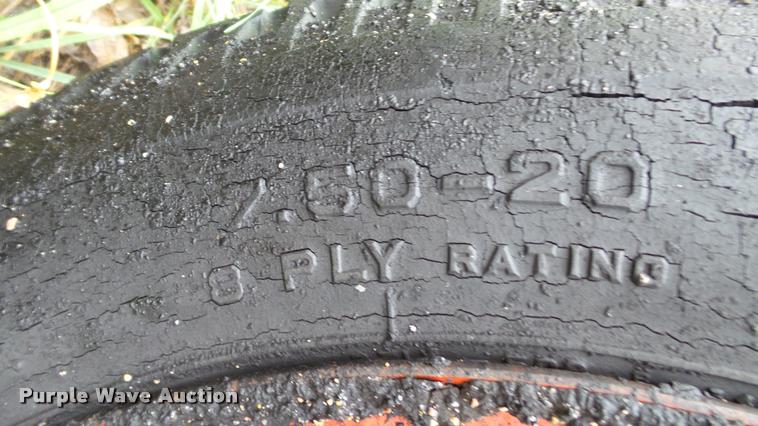 7.50-20
8 PLY RATING
Purple Wave Auction